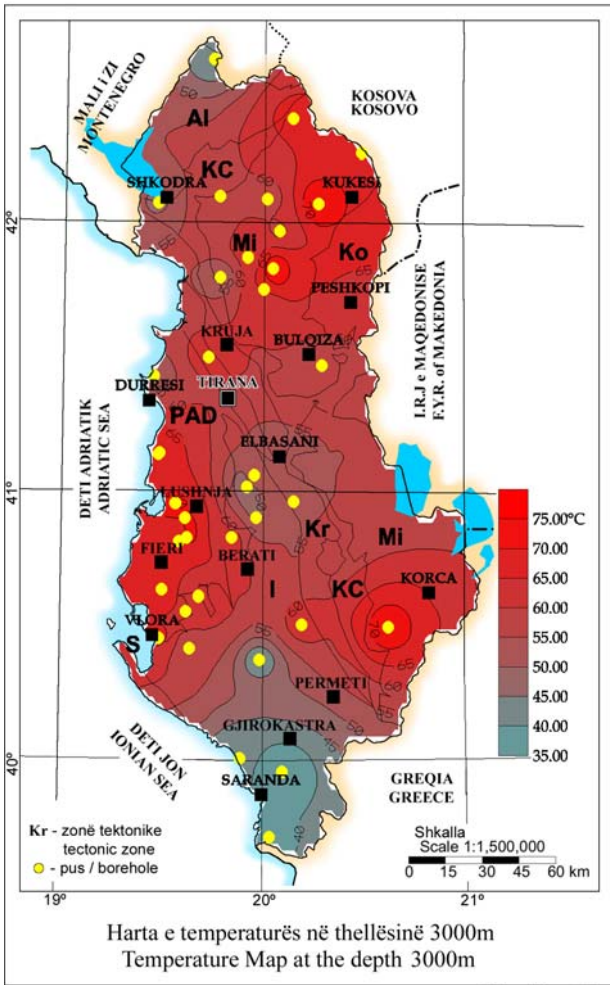 MALI i ZI
MONTENEGRO
KOSOVA
KOSOVO
Al
KC
SHKODRA
KUKESI
42°
Mi
Ko
PESHKOPI
KRUJA
BULQIZA
TIRANA
DURRESI
PAD
I.R.J e MAQEDONISE
F.Y.R. of MAKEDONIA
DETI ADRIATIK
ADRIATIC SEA
ELBASANI
41°
LUSHNJA
Kr
Mi
FIERI
BERATI
I
KC
KORCA
VLORA
S
PERMETI
GJIROKASTRA
DETI JON
IONIAN SEA
40°
SARANDA
GREQIA
GREECE
75.00°C
70.00
65.00
60.00
55.00
50.00
45.00
40.00
35.00
Kr - zonë tektonike
tectonic zone
- pus / borehole
Shkalla
Scale 1:1,500,000
0 15 30 45 60 km
19° 20° 21°
Harta e temperaturës në thellësinë 3000m
Temperature Map at the depth 3000m